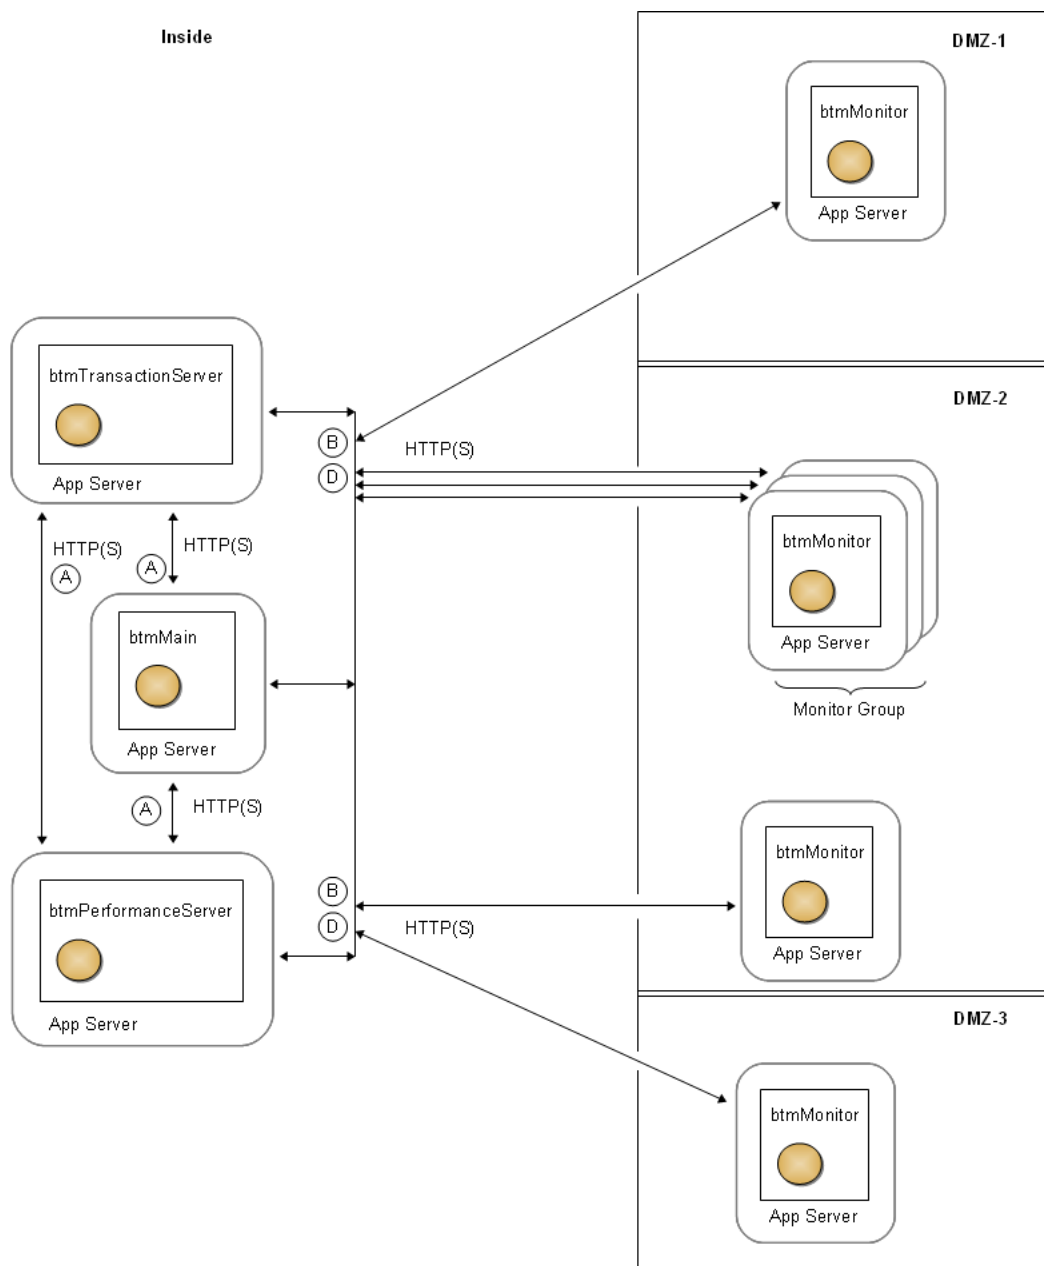 Inside
DMZ-1
btmMonitor
App Server
btmTransactionServer
App Server
DMZ-2
B
HTTP(S)
D
HTTP(S)
A
HTTP(S)
A
btmMonitor
App Server
Monitor Group
btmMain
App Server
A
HTTP(S)
btmMonitor
App Server
btmPerformanceServer
App Server
B
D
HTTP(S)
DMZ-3
btmMonitor
App Server